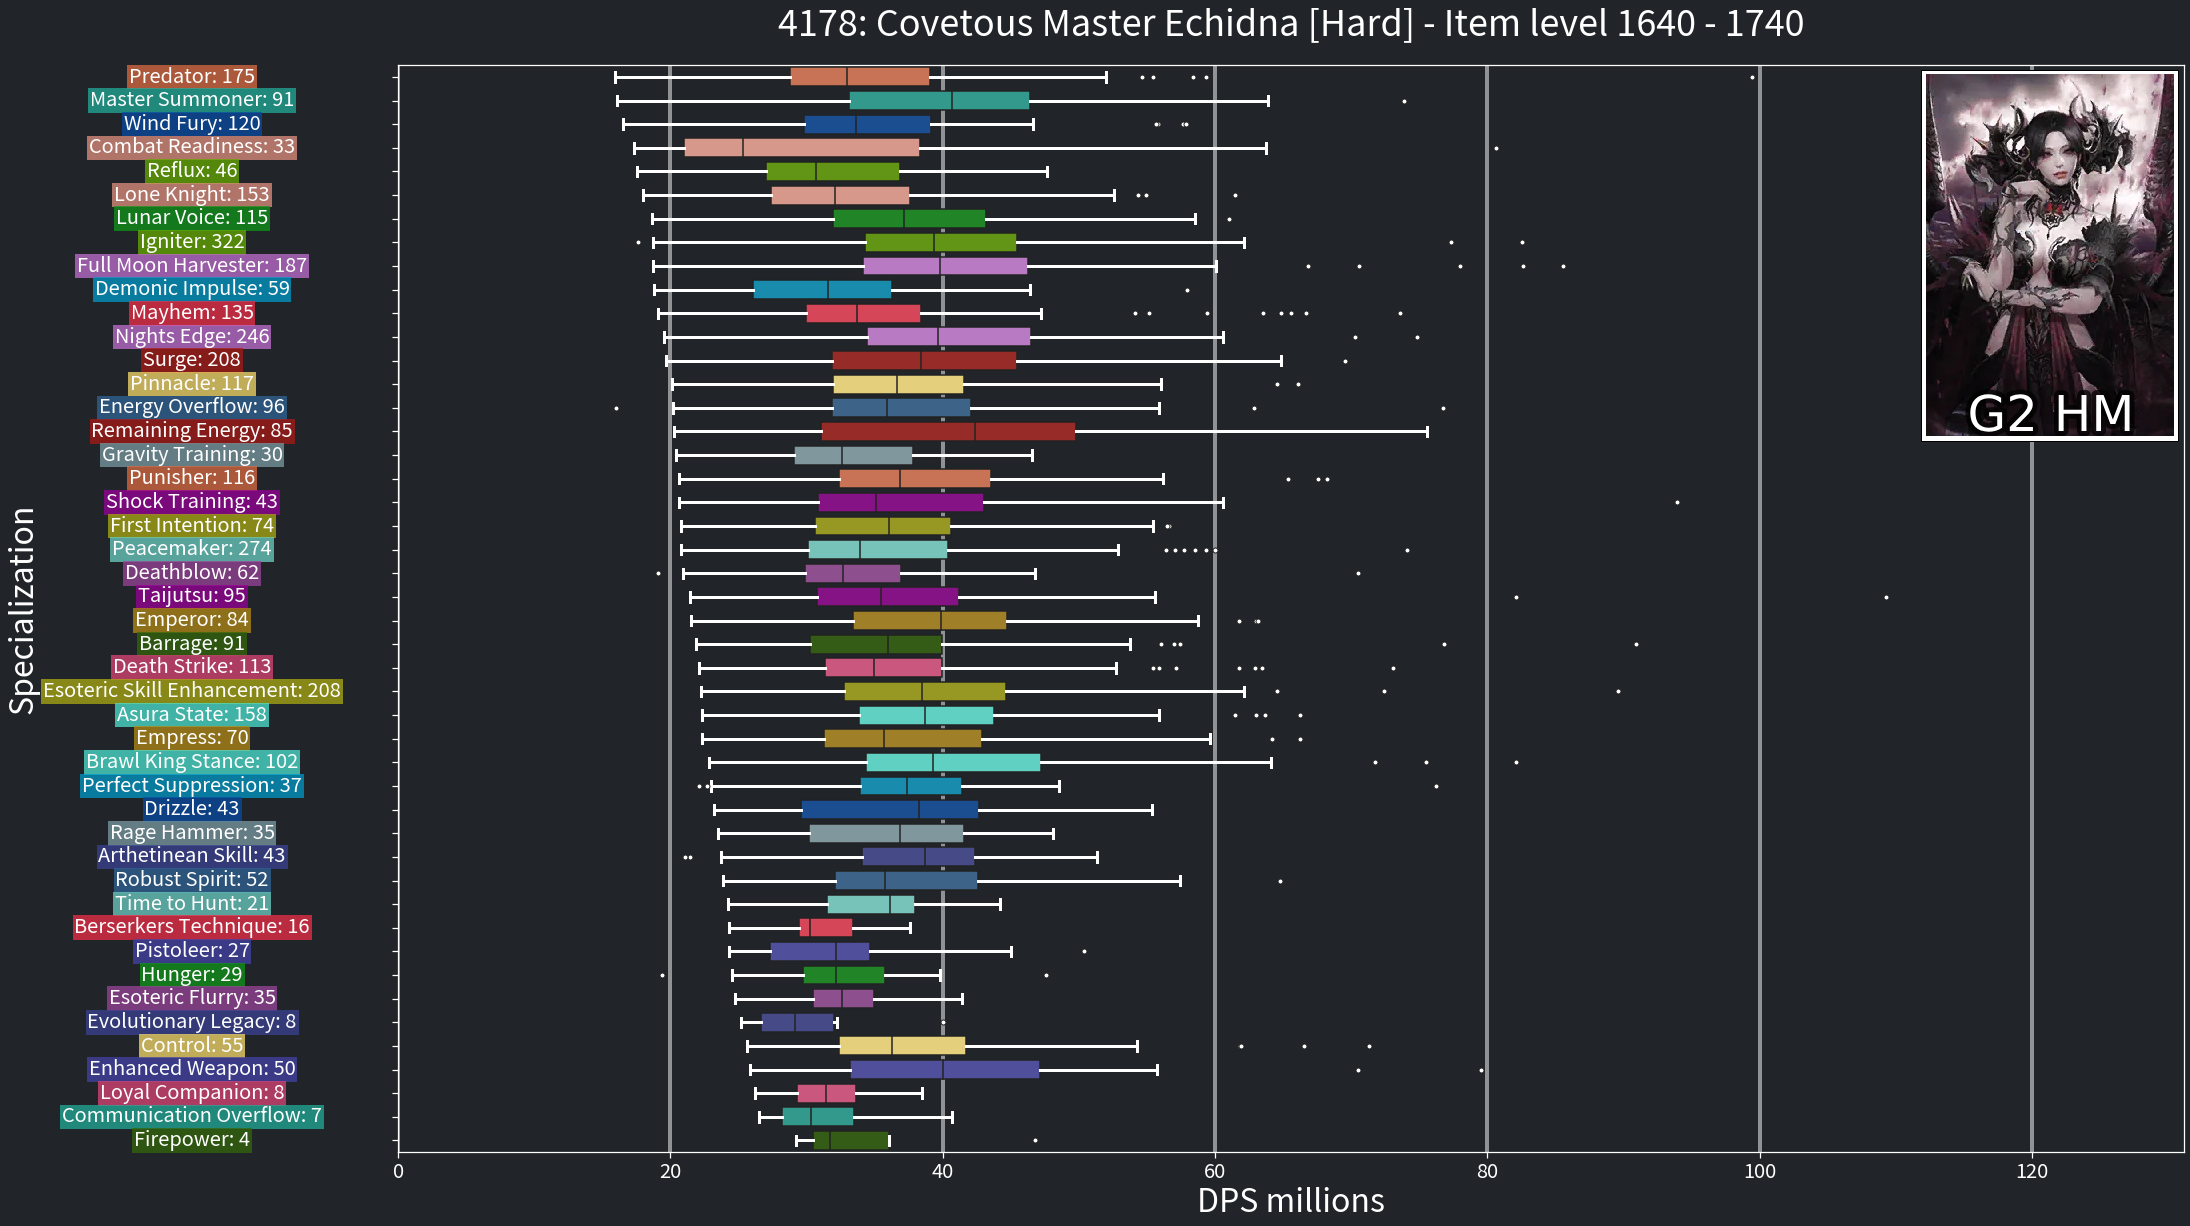 4178: Covetous Master Echidna [Hard] - Item level 1640 - 1740
Specialization
Predator: 175
Master Summoner: 91
Wind Fury: 120
Combat Readiness: 33
Reflux: 46
Lone Knight: 153
Lunar Voice: 115
Igniter: 322
Full Moon Harvester: 187
Demonic Impulse: 59
Mayhem: 135
Nights Edge: 246
Surge: 208
Pinnacle: 117
Energy Overflow: 96
Remaining Energy: 85
Gravity Training: 30
Punisher: 116
Shock Training: 43
First Intention: 74
Peacemaker: 274
Deathblow: 62
Taijutsu: 95
Emperor: 84
Barrage: 91
Death Strike: 113
Esoteric Skill Enhancement: 208
Asura State: 158
Empress: 70
Brawl King Stance: 102
Perfect Suppression: 37
Drizzle: 43
Rage Hammer: 35
Arthetinean Skill: 43
Robust Spirit: 52
Time to Hunt: 21
Berserkers Technique: 16
Pistoleer: 27
Hunger: 29
Esoteric Flurry: 35
Evolutionary Legacy: 8
Control: 55
Enhanced Weapon: 50
Loyal Companion: 8
Communication Overflow: 7
Firepower: 4
G2 HM
0 20 40 60 80 100 120
DPS millions